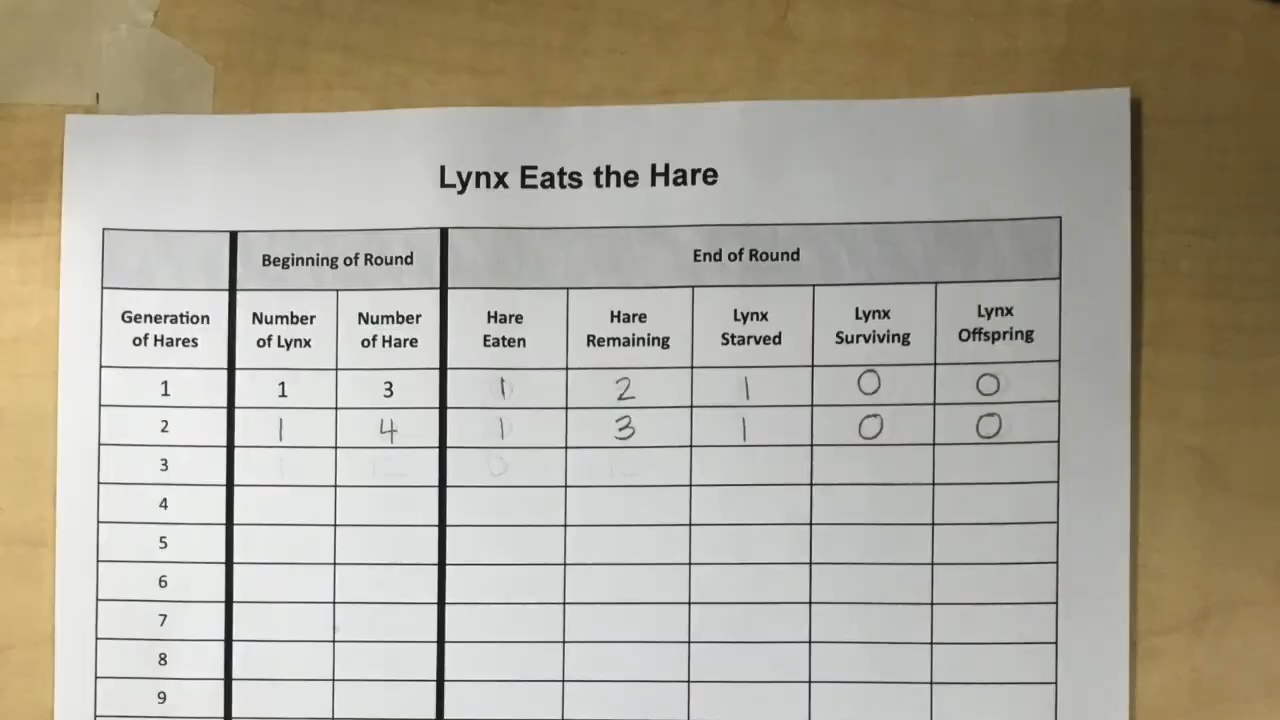 Lynx Eats the Hare
Beginning of Round End of Round
Generation of Hares Number of Lynx Number of Hare Hare Eaten Hare Remaining Lynx Starved Lynx Surviving Lynx Offspring
1 1 3 1 2 1 0 0
2 1 4 1 3 1 0 0
3
4
5
6
7
8
9